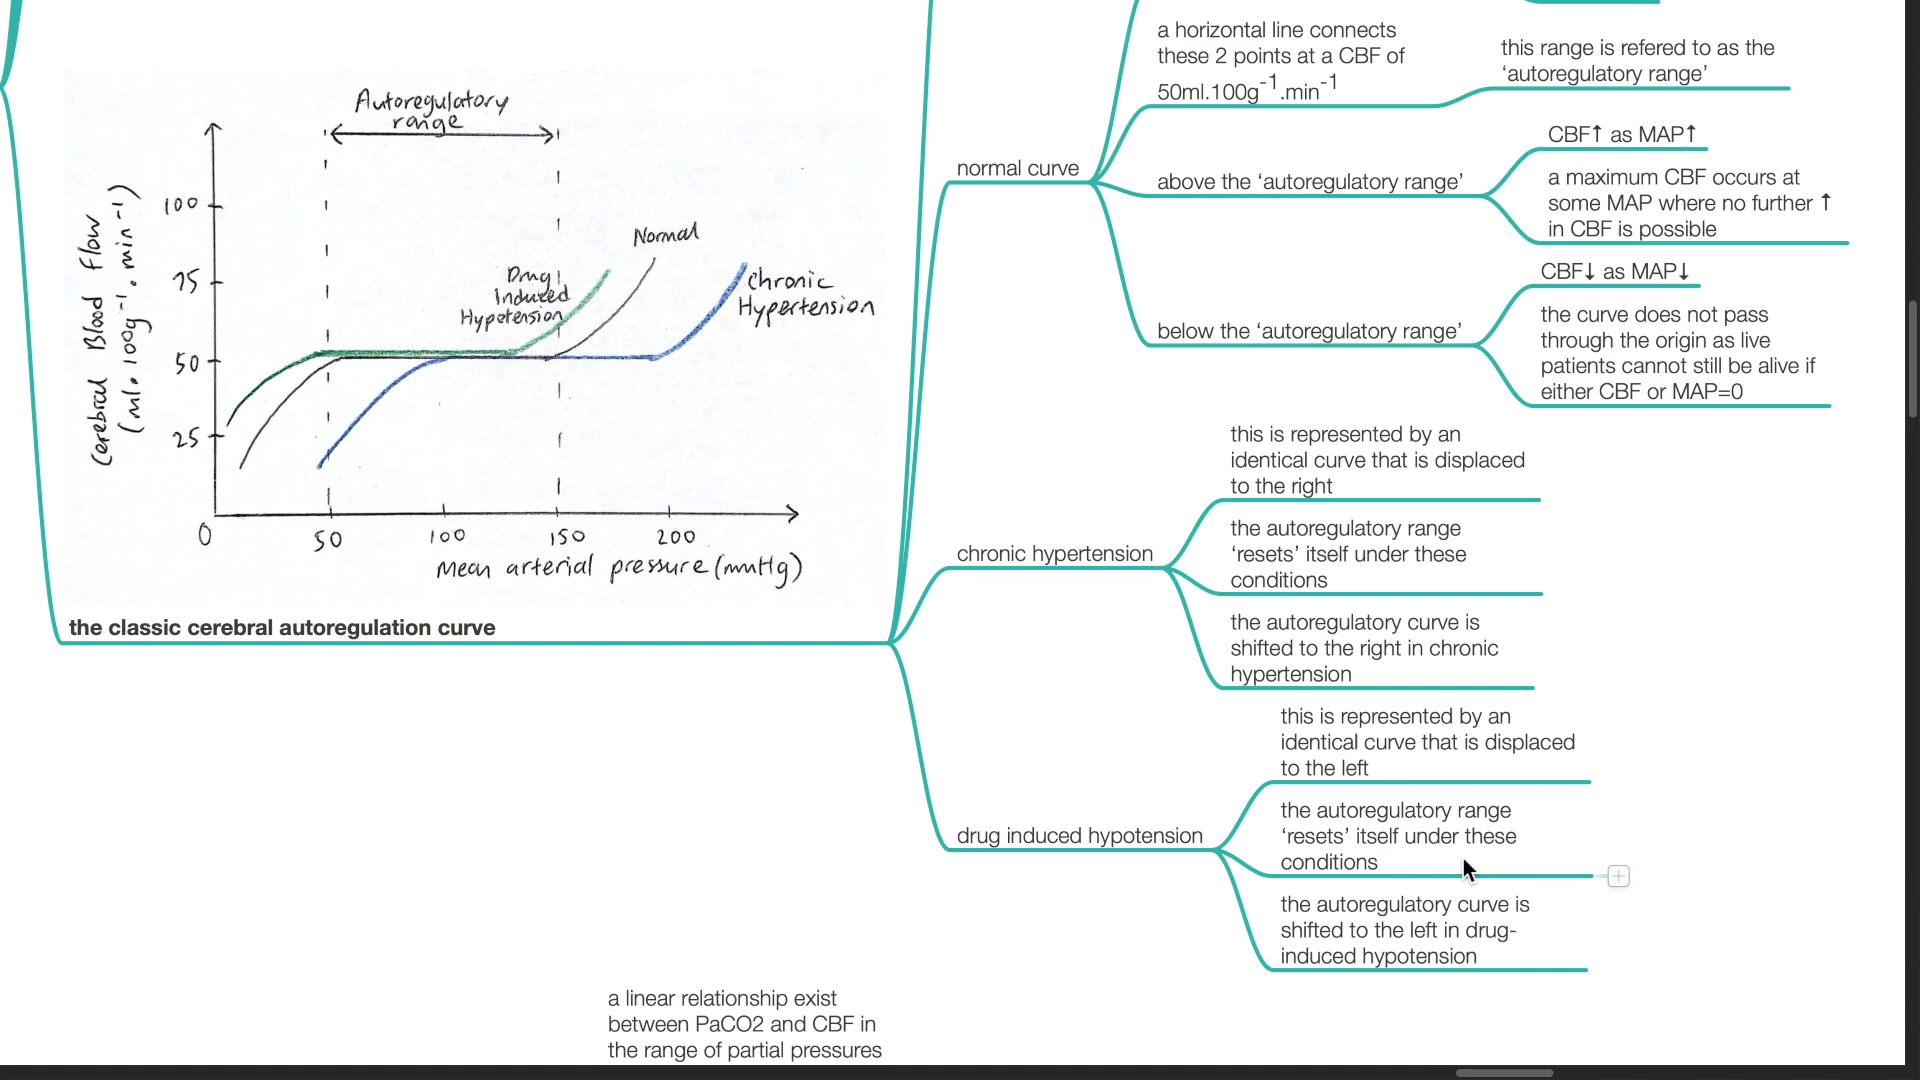 Autoregulatory
range
Cerebral Blood Flow
(ml.100g⁻¹.min⁻¹)
100
75
50
25
0
50
100
150
200
Mean arterial pressure (mmHg)
Drug
Induced
Hypotension
Normal
Chronic
Hypertension
the classic cerebral autoregulation curve
normal curve
a horizontal line connects
these 2 points at a CBF of
50ml.100g⁻¹.min⁻¹
this range is refered to as the
‘autoregulatory range’
above the ‘autoregulatory range’
CBF↑ as MAP↑
a maximum CBF occurs at
some MAP where no further ↑
in CBF is possible
below the ‘autoregulatory range’
CBF↓ as MAP↓
the curve does not pass
through the origin as live
patients cannot still be alive if
either CBF or MAP=0
chronic hypertension
this is represented by an
identical curve that is displaced
to the right
the autoregulatory range
‘resets’ itself under these
conditions
the autoregulatory curve is
shifted to the right in chronic
hypertension
drug induced hypotension
this is represented by an
identical curve that is displaced
to the left
the autoregulatory range
‘resets’ itself under these
conditions
the autoregulatory curve is
shifted to the left in drug-
induced hypotension
a linear relationship exist
between PaCO2 and CBF in
the range of partial pressures